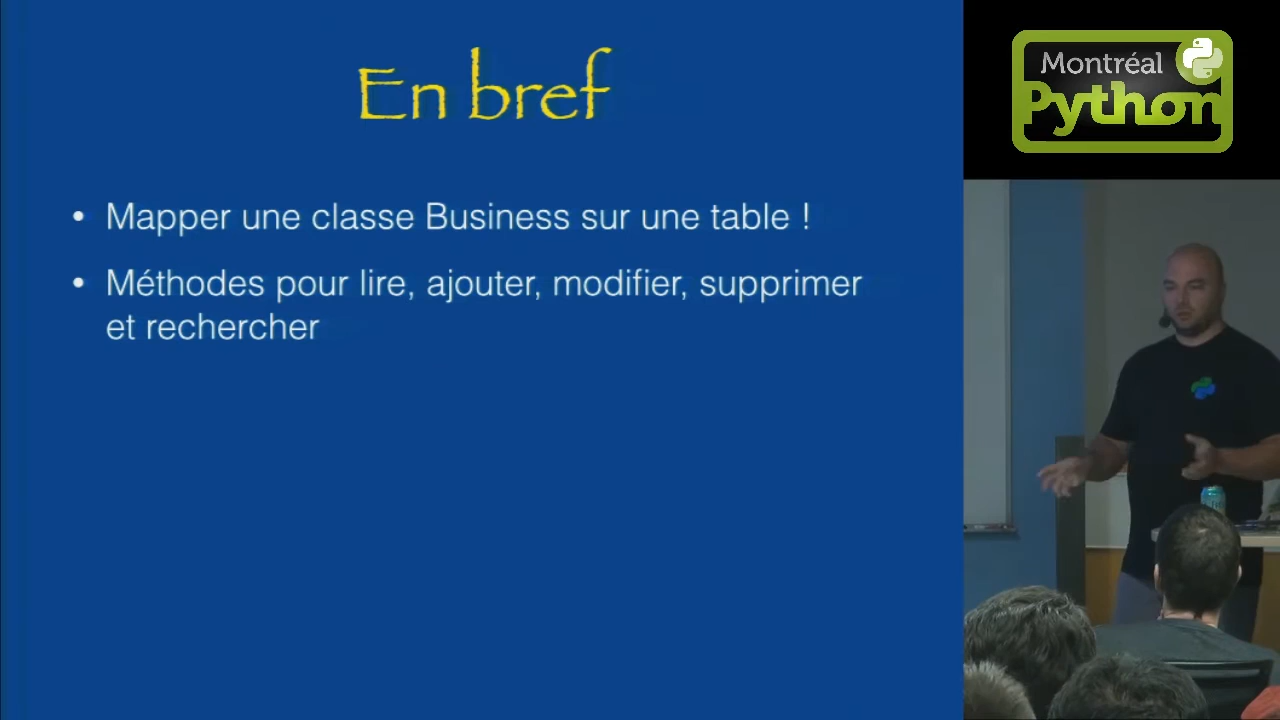 En bref
• Mapper une classe Business sur une table !
• Méthodes pour lire, ajouter, modifier, supprimer
et rechercher
Montréal
Python